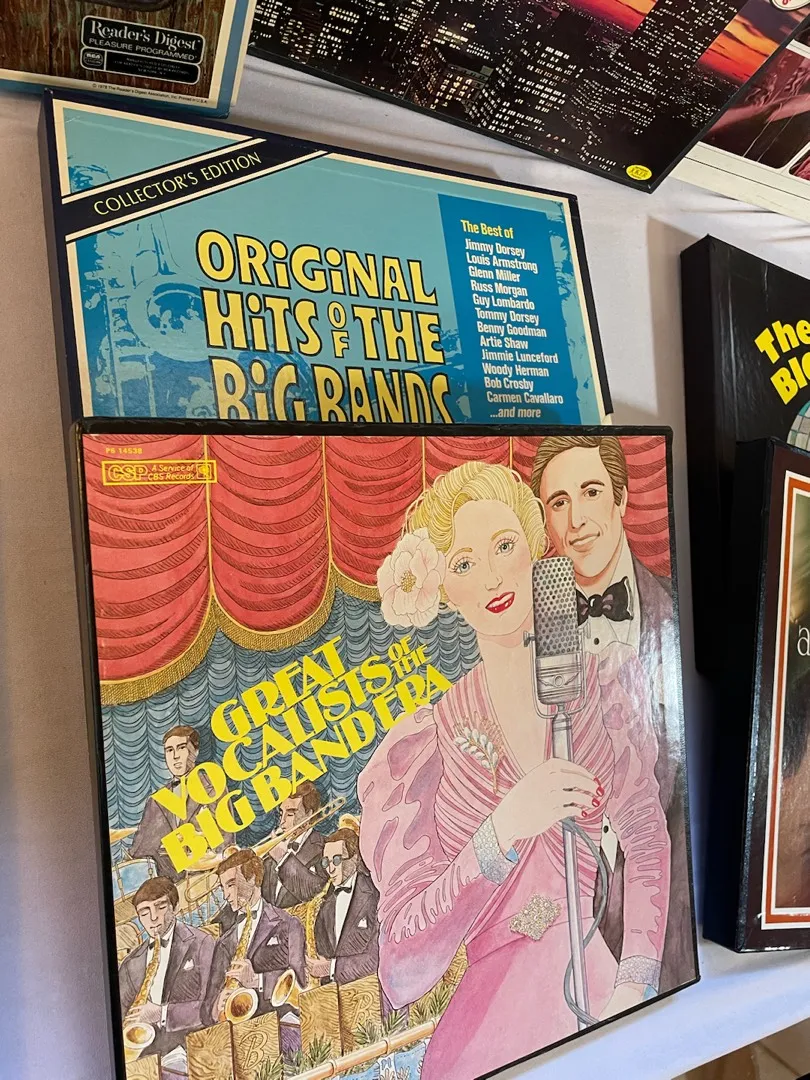 Reader's Digest
PLEASURE PROGRAMMED
RCA
COLLECTOR'S EDITION
ORiGiNAL
HiTS OF THE
BiG BANDS
The Best of
Jimmy Dorsey
Louis Armstrong
Glenn Miller
Russ Morgan
Guy Lombardo
Tommy Dorsey
Benny Goodman
Artie Shaw
Jimmie Lunceford
Woody Herman
Bob Crosby
Carmen Cavallaro
...and more
The
P6 14538
CSP A Service of
CBS Records
GREAT
VOCALISTS OF THE
BIG BAND ERA
B
B